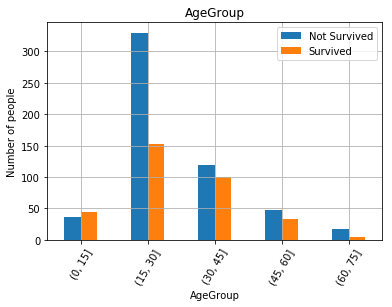 AgeGroup
Not Survived
Survived
Number of people
300
250
200
150
100
50
0
(0, 15]
(15, 30]
(30, 45]
(45, 60]
(60, 75]
AgeGroup